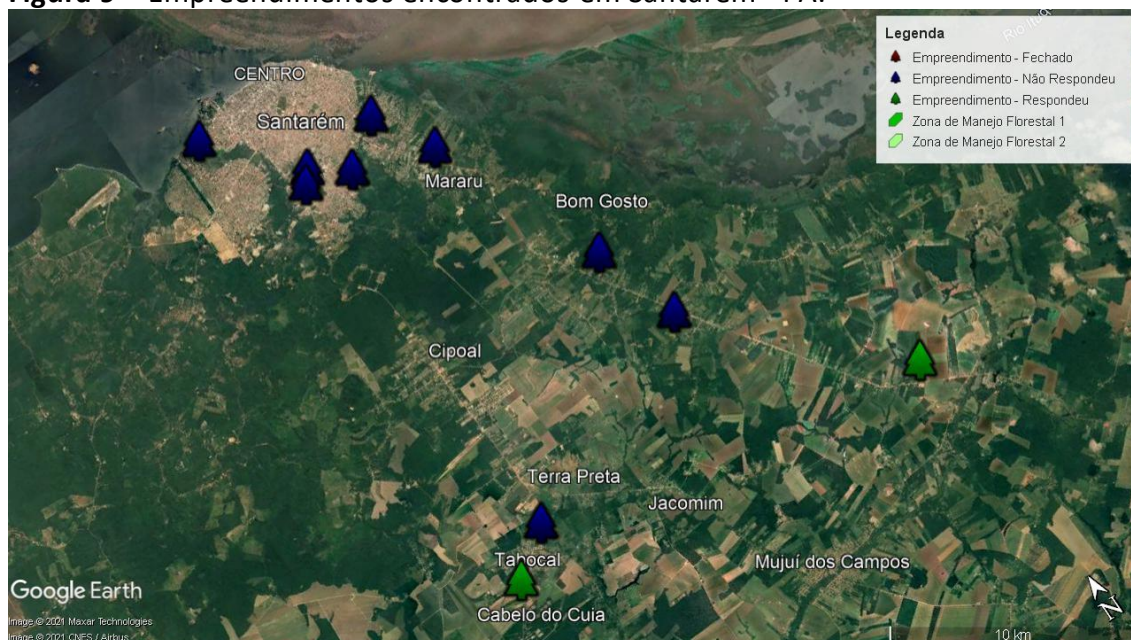 Figura 5 – Empreendimentos encontrados em Santarém - PA.
Legenda
Empreendimento - Fechado
Empreendimento - Não Respondeu
Empreendimento - Respondeu
Zona de Manejo Florestal 1
Zona de Manejo Florestal 2
CENTRO
Santarém
Mararu
Bom Gosto
Cipoal
Terra Preta
Jacomim
Tabocal
Mujuí dos Campos
Cabelo do Cuia
Google Earth
Image © 2021 Maxar Technologies
Image © 2021 CNES / Airbus
10 km
N